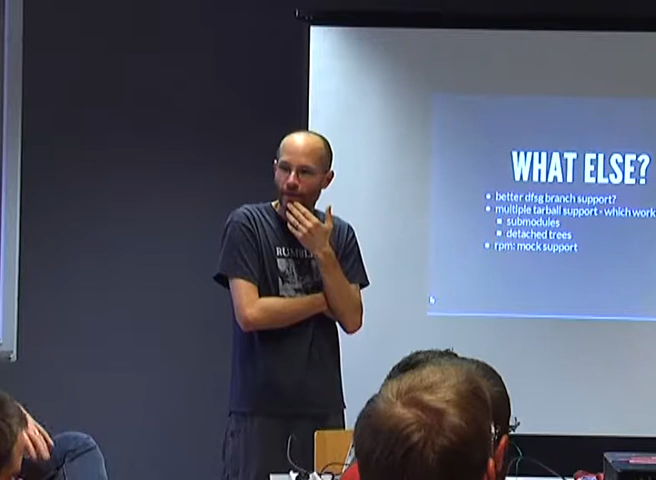 WHAT ELSE?
better dfsg branch support?
multiple tarball support - which work
submodules
detached trees
rpm: mock support